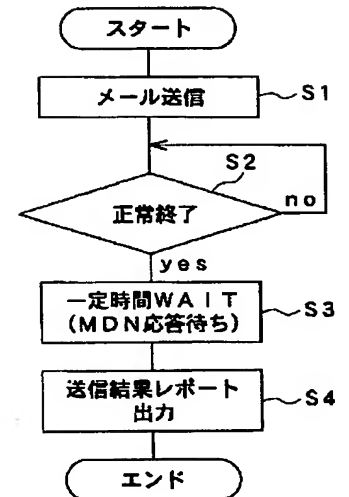 スタート
メール送信
S1
S2
正常終了
no
yes
一定時間WAIT
(MDN応答待ち)
S3
送信結果レポート
出力
S4
エンド